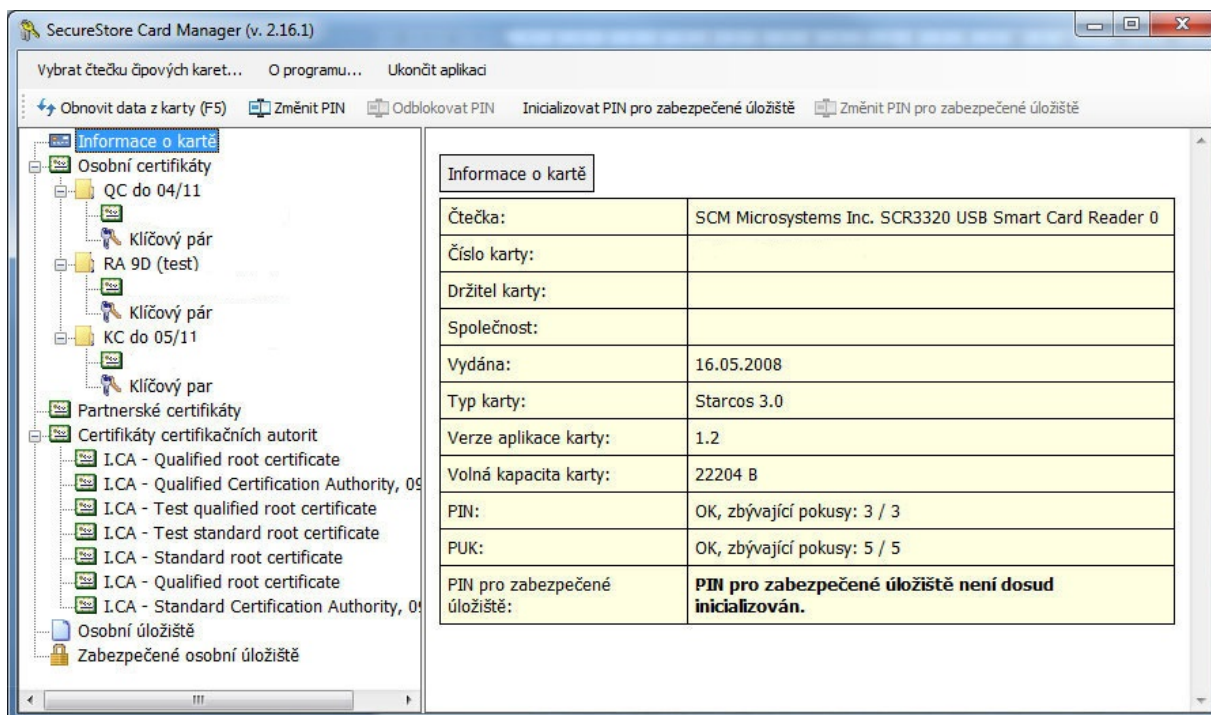 SecureStore Card Manager (v. 2.16.1)
Vybrat čtečku čipových karet... O programu... Ukončit aplikaci
Obnovit data z karty (F5) Změnit PIN Odblokovat PIN Inicializovat PIN pro zabezpečené úložiště Změnit PIN pro zabezpečené úložiště
Informace o kartě
Osobní certifikáty
QC do 04/11
Klíčový pár
RA 9D (test)
Klíčový pár
KC do 05/11
Klíčový par
Partnerské certifikáty
Certifikáty certifikačních autorit
I.CA - Qualified root certificate
I.CA - Qualified Certification Authority, 09
I.CA - Test qualified root certificate
I.CA - Test standard root certificate
I.CA - Standard root certificate
I.CA - Qualified root certificate
I.CA - Standard Certification Authority, 09
Osobní úložiště
Zabezpečené osobní úložiště
Informace o kartě
Čtečka: SCM Microsystems Inc. SCR3320 USB Smart Card Reader 0
Číslo karty:
Držitel karty:
Společnost:
Vydána: 16.05.2008
Typ karty: Starcos 3.0
Verze aplikace karty: 1.2
Volná kapacita karty: 22204 B
PIN: OK, zbývající pokusy: 3 / 3
PUK: OK, zbývající pokusy: 5 / 5
PIN pro zabezpečené úložiště: PIN pro zabezpečené úložiště není dosud inicializován.